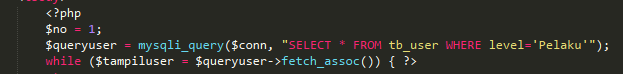 <?php
$no = 1;
$queryuser = mysqli_query($conn, "SELECT * FROM tb_user WHERE level='Pelaku'");
while ($tampiluser = $queryuser->fetch_assoc()) { ?>